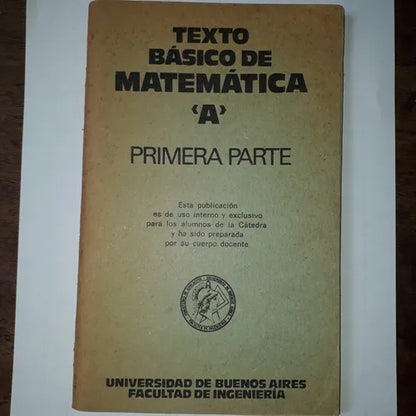 TEXTO
BÁSICO DE
MATEMÁTICA
‹A›
PRIMERA PARTE
Esta publicación
es de uso interno y exclusivo
para los alumnos de la Cátedra
y ha sido preparada
por su cuerpo docente
UNIVERSIDAD DE BUENOS AIRES
FACULTAD DE INGENIERÍA